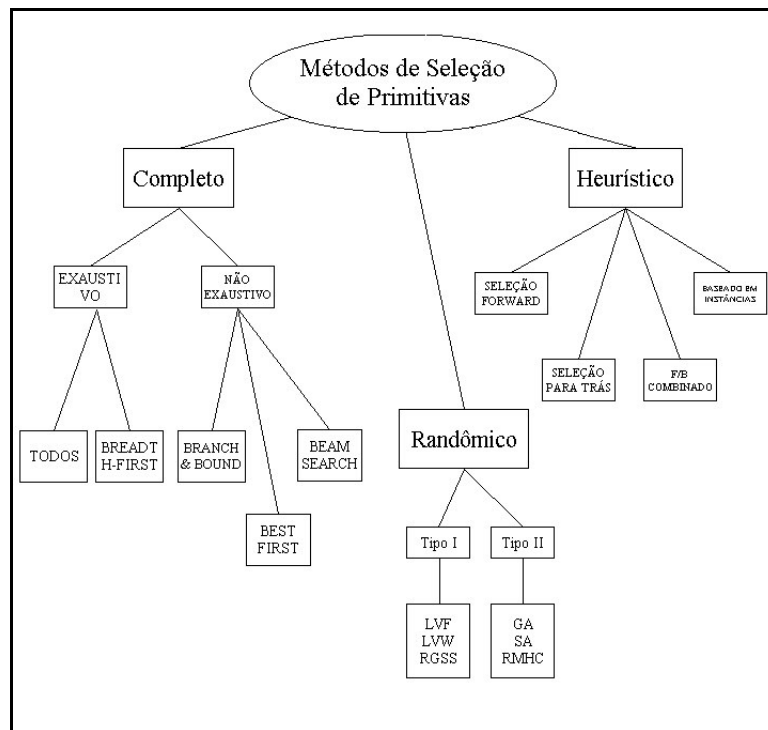 Métodos de Seleção
de Primitivas
Completo
Heurístico
EXAUSTI
VO
NÃO
EXAUSTIVO
SELEÇÃO
FORWARD
BASEADO EM
INSTÂNCIAS
SELEÇÃO
PARA TRÁS
F/B
COMBINADO
TODOS
BREADT
H-FIRST
BRANCH
& BOUND
BEAM
SEARCH
BEST
FIRST
Randômico
Tipo I
Tipo II
LVF
LVW
RGSS
GA
SA
RMHC